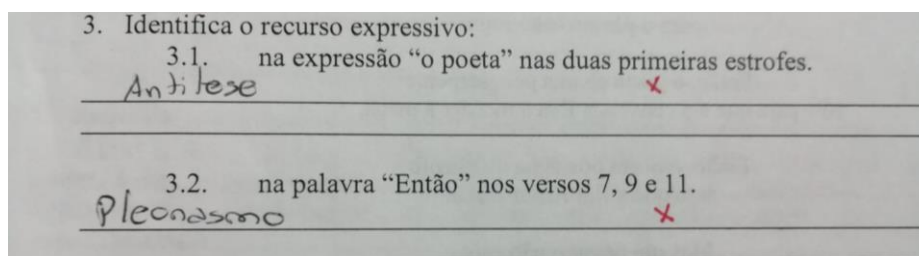 3. Identifica o recurso expressivo:
3.1. na expressão “o poeta” nas duas primeiras estrofes.
Antitese x
3.2. na palavra “Então” nos versos 7, 9 e 11.
Pleonasmo x